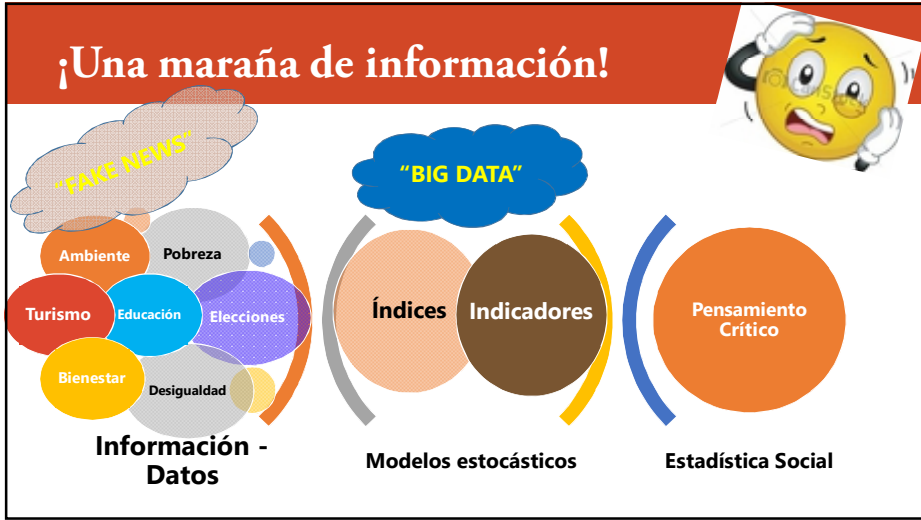 ¡Una maraña de información!
“FAKE NEWS”
“BIG DATA”
Ambiente
Pobreza
Turismo
Educación
Elecciones
Bienestar
Desigualdad
Información -
Datos
Índices
Indicadores
Modelos estocásticos
Pensamiento
Crítico
Estadística Social